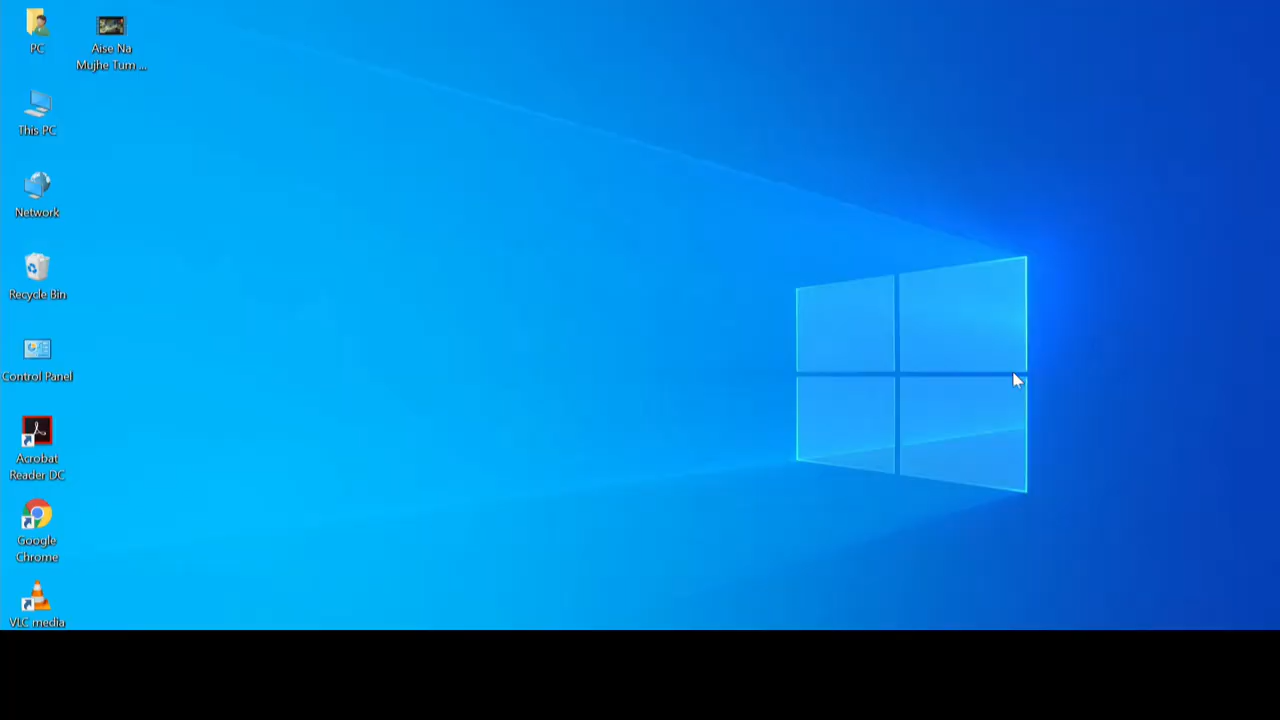 PC
Aise Na
Mujhe Tum ...
This PC
Network
Recycle Bin
Control Panel
Acrobat
Reader DC
Google
Chrome
VLC media